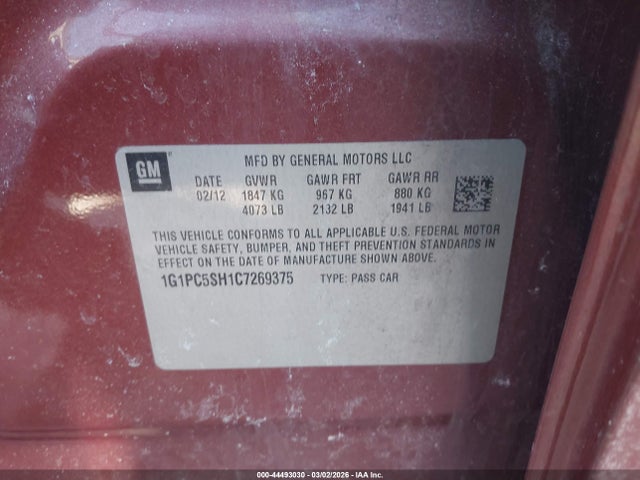 GM
MFD BY GENERAL MOTORS LLC
DATE GVWR GAWR FRT GAWR RR
02/12 1847 KG 967 KG 880 KG
4073 LB 2132 LB 1941 LB
THIS VEHICLE CONFORMS TO ALL APPLICABLE U.S. FEDERAL MOTOR
VEHICLE SAFETY, BUMPER, AND THEFT PREVENTION STANDARDS IN
EFFECT ON THE DATE OF MANUFACTURE SHOWN ABOVE.
1G1PC5SH1C7269375 TYPE: PASS CAR
000-44493030 - 03/02/2026 - IAA Inc.